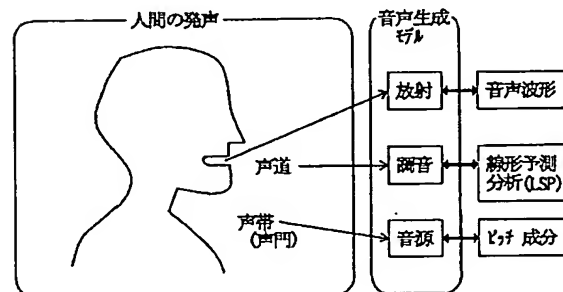 人間の発声
音声生成
ﾓﾃﾞﾙ
放射
音声波形
声道
調音
線形予測
分析(LSP)
声帯
(声門)
音源
ﾋﾟｯﾁ 成分